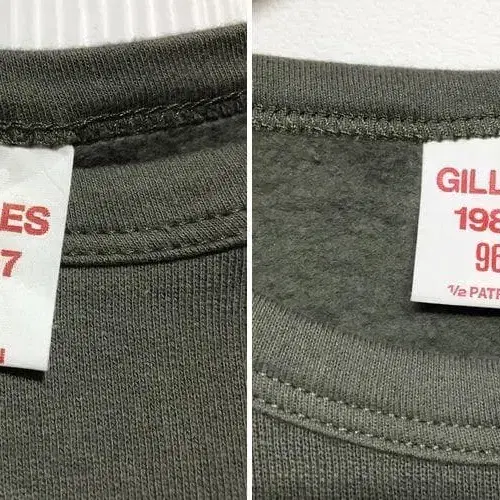 ES
7
GILL
198
96
1/2 PATR